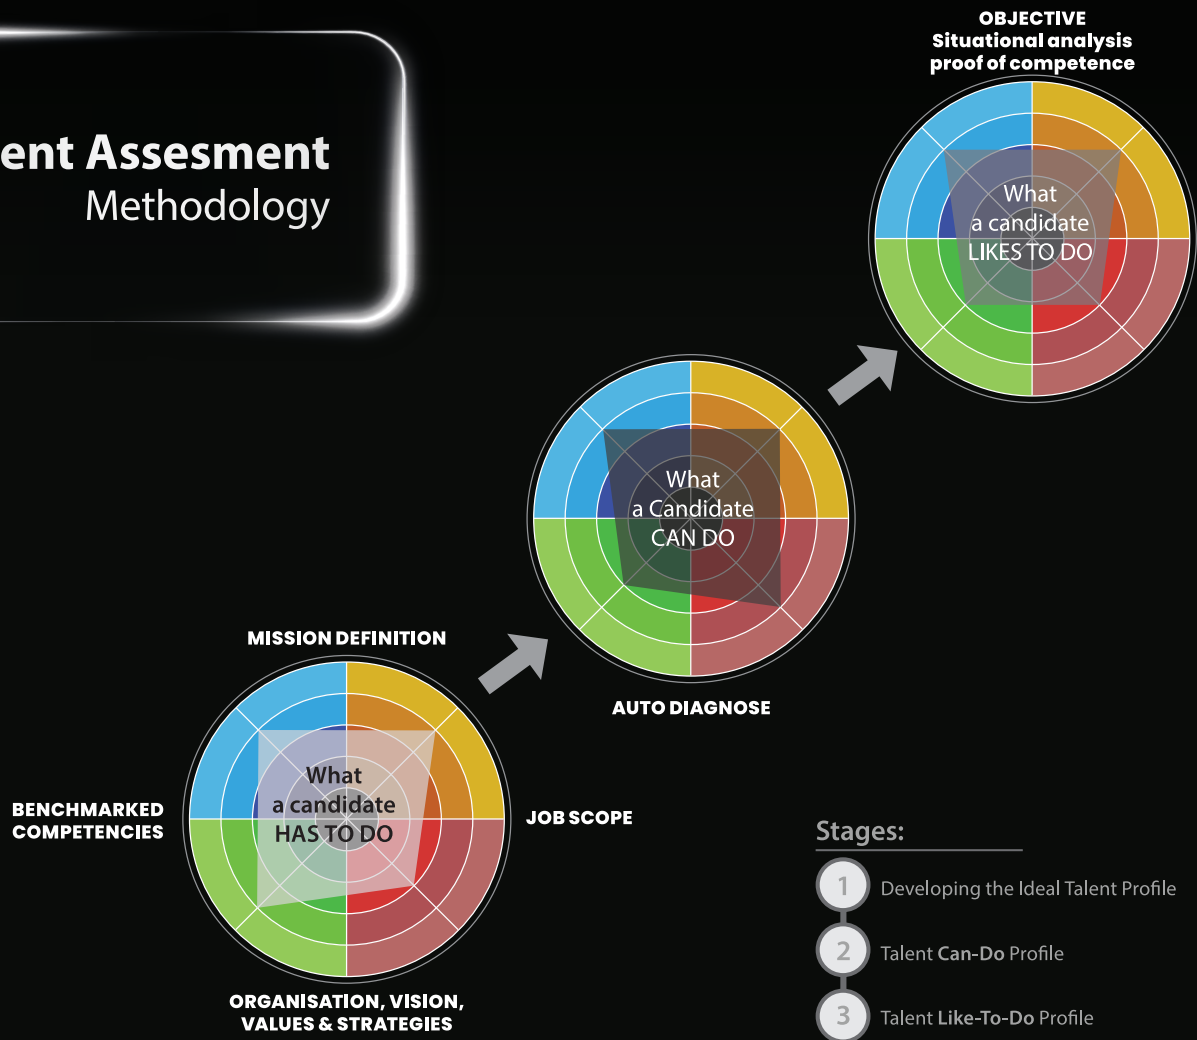 OBJECTIVE
Situational analysis
proof of competence
ent Assesment
Methodology
What
a candidate
LIKES TO DO
What
a Candidate
CAN DO
AUTO DIAGNOSE
MISSION DEFINITION
What
a candidate
HAS TO DO
BENCHMARKED
COMPETENCIES
JOB SCOPE
ORGANISATION, VISION,
VALUES & STRATEGIES
Stages:
1 Developing the Ideal Talent Profile
2 Talent Can-Do Profile
3 Talent Like-To-Do Profile